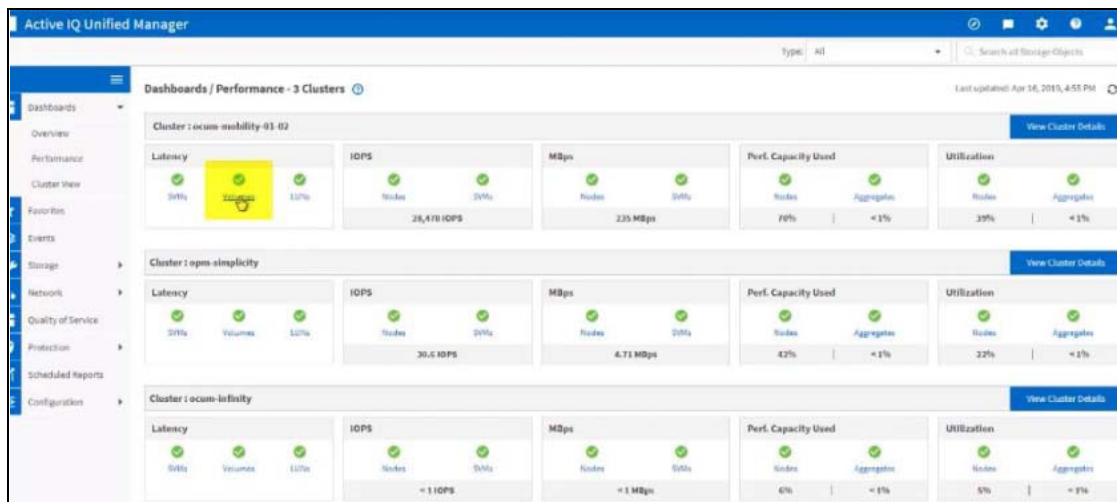 Active IQ Unified Manager
Type: All
Search all Storage Objects
Dashboards / Performance - 3 Clusters
Last updated: Apr 16, 2019, 4:55 PM
Dashboards
Overview
Performance
Cluster View
Favorites
Events
Storage
Network
Quality of Service
Protection
Scheduled Reports
Configuration
Cluster : ocum-mobility-01-02
View Cluster Details
Latency
SVMs Volumes LUNs
IOPS
Nodes SVMs
28,478 IOPS
MBps
Nodes SVMs
235 MBps
Perf. Capacity Used
Nodes Aggregates
70% | <1%
Utilization
Nodes Aggregates
39% | <1%
Cluster : opm-simplicity
View Cluster Details
Latency
SVMs Volumes LUNs
IOPS
Nodes SVMs
30.6 IOPS
MBps
Nodes SVMs
4.71 MBps
Perf. Capacity Used
Nodes Aggregates
42% | <1%
Utilization
Nodes Aggregates
22% | <1%
Cluster : ocum-infinity
View Cluster Details
Latency
SVMs Volumes LUNs
IOPS
Nodes SVMs
<1 IOPS
MBps
Nodes SVMs
<1 MBps
Perf. Capacity Used
Nodes Aggregates
6% | <1%
Utilization
Nodes Aggregates
5% | <1%